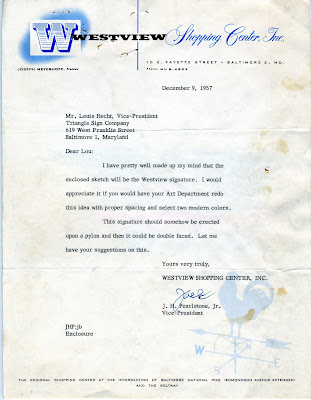 W WESTVIEW Shopping Center, Inc.
JOSEPH MEYERHOFF,
10 E. FAYETTE STREET - BALTIMORE 2, MD.
December 9, 1957
Mr. Louis Hecht, Vice-President
Triangle Sign Company
619 West Franklin Street
Baltimore 1, Maryland
Dear Lou:
I have pretty well made up my mind that the
enclosed sketch will be the Westview signature. I would
appreciate it if you would have your Art Department redo
this idea with proper spacing and select two modern colors.
This signature should somehow be erected
upon a pylon and then it could be double faced. Let me
have your suggestions on this.
Yours very truly,
WESTVIEW SHOPPING CENTER, INC.
J. H. Pearlstone, Jr.
Vice-President
JHP:jb
Enclosure
W
E
S
THE REGIONAL SHOPPING CENTER AT THE INTERSECTION OF BALTIMORE NATIONAL PIKE (EDMONDSON AVENUE EXTENDED)
AND THE BELTWAY